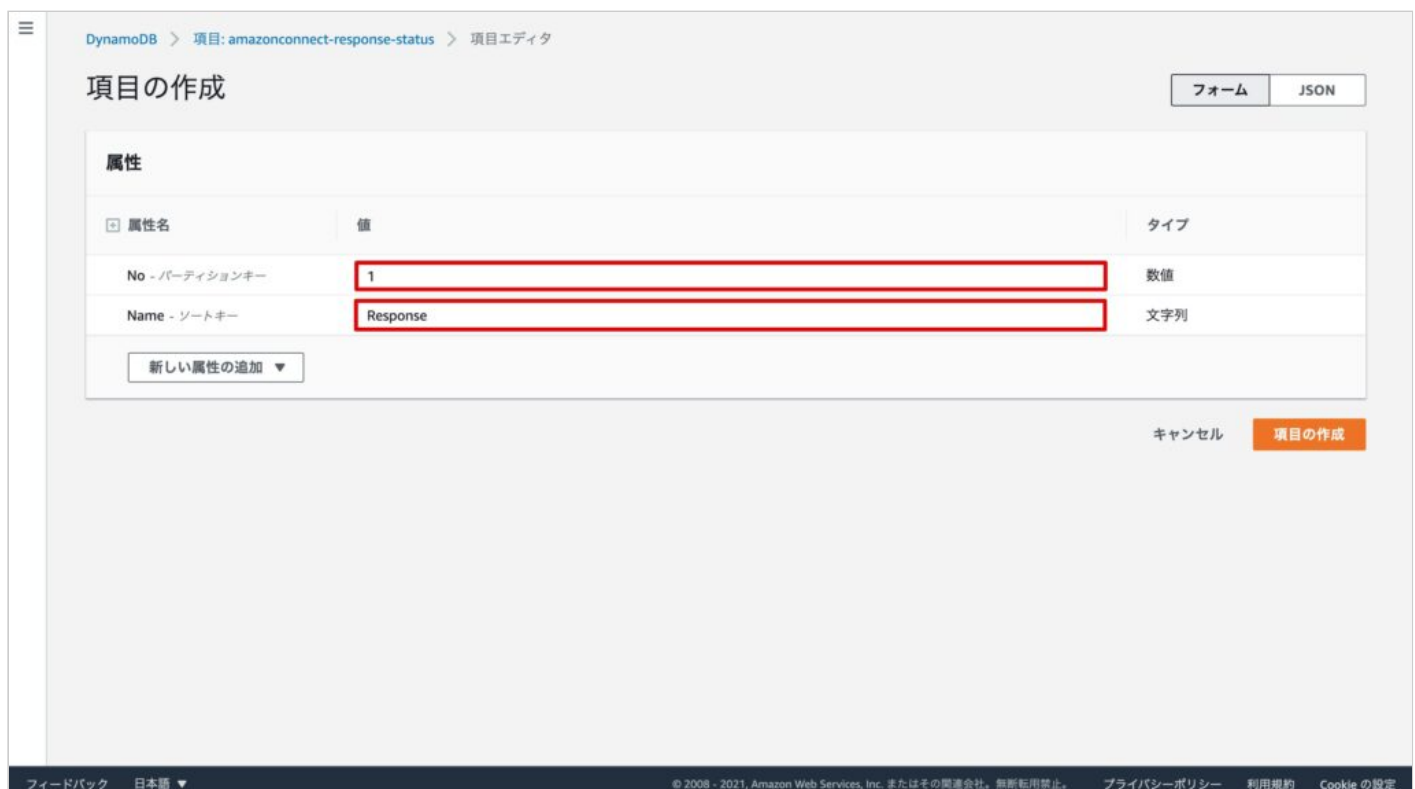 DynamoDB > 項目: amazonconnect-response-status > 項目エディタ
項目の作成
フォーム JSON
属性
属性名 値 タイプ
No - パーティションキー 1 数値
Name - ソートキー Response 文字列
新しい属性の追加 ▼
キャンセル 項目の作成
フィードバック 日本語 ▼ © 2008 - 2021, Amazon Web Services, Inc. またはその関連会社。無断転用禁止。 プライバシーポリシー 利用規約 Cookie の設定